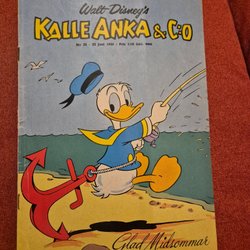 Walt Disney's
KALLE ANKA & C:O
Glad Midsommar